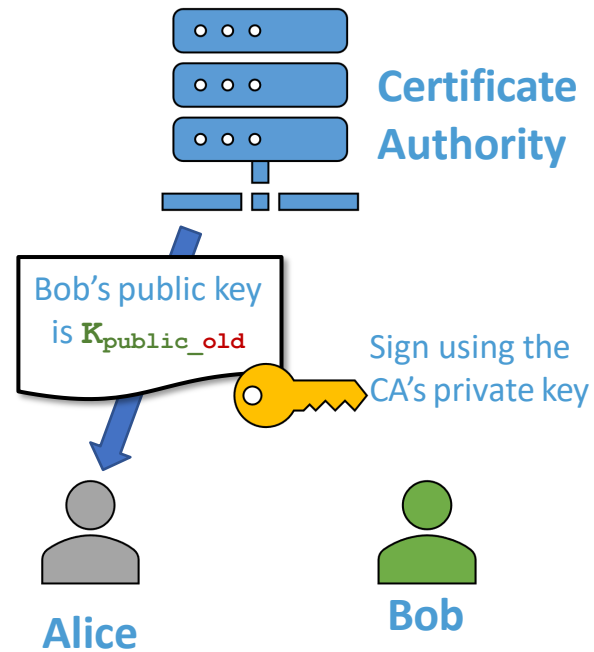 Certificate
Authority
Bob’s public key
is Kpublic_old
Sign using the
CA’s private key
Alice
Bob